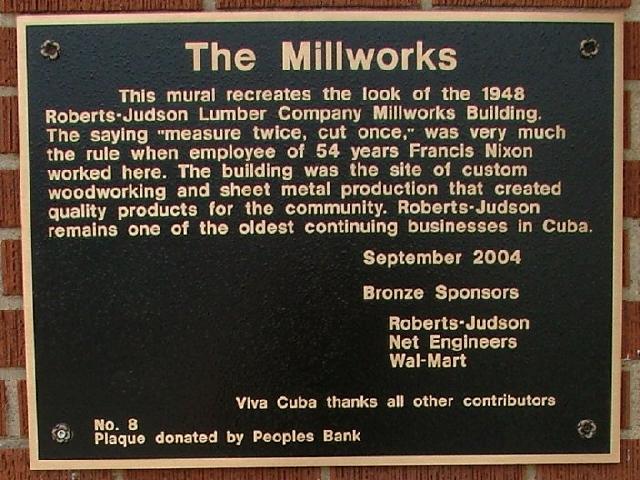 The Millworks
This mural recreates the look of the 1948
Roberts-Judson Lumber Company Millworks Building.
The saying "measure twice, cut once," was very much
the rule when employee of 54 years Francis Nixon
worked here. The building was the site of custom
woodworking and sheet metal production that created
quality products for the community. Roberts-Judson
remains one of the oldest continuing businesses in Cuba.
September 2004
Bronze Sponsors
Roberts-Judson
Net Engineers
Wal-Mart
Viva Cuba thanks all other contributors
No. 8
Plaque donated by Peoples Bank